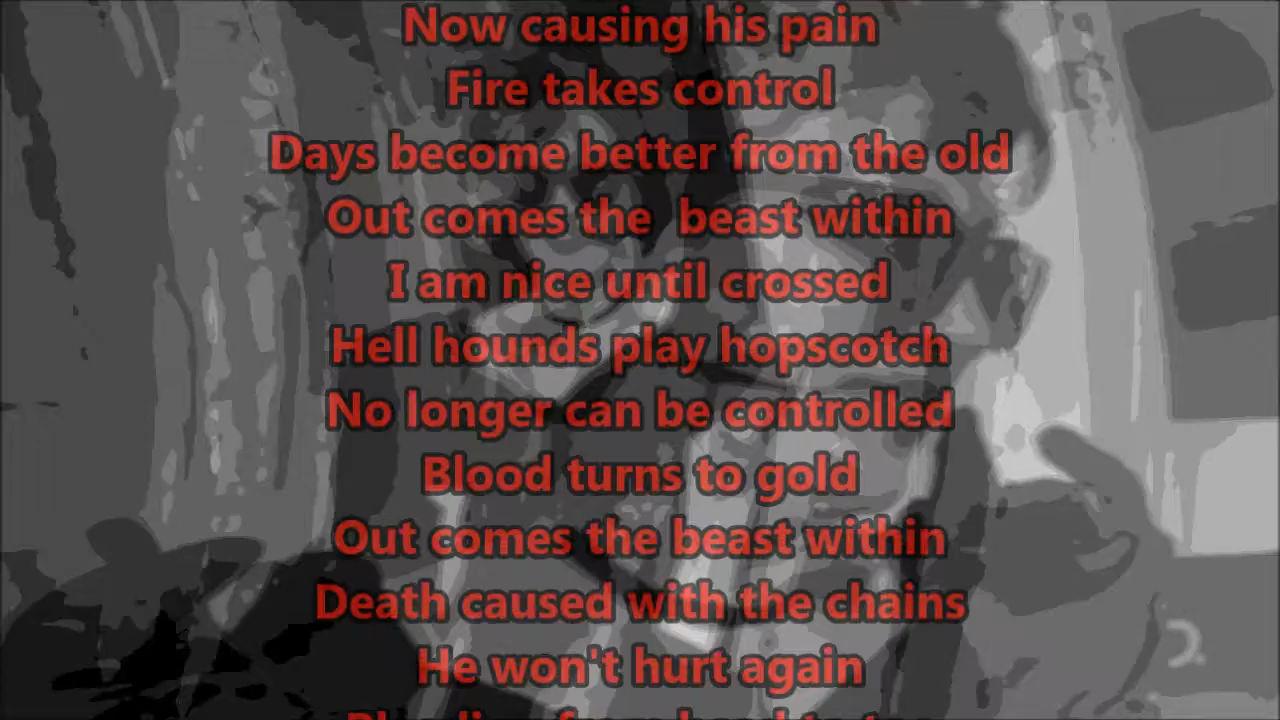 Now causing his pain
Fire takes control
Days become better from the old
Out comes the  beast within
I am nice until crossed
Hell hounds play hopscotch
No longer can be controlled
Blood turns to gold
Out comes the beast within
Death caused with the chains
He won't hurt again